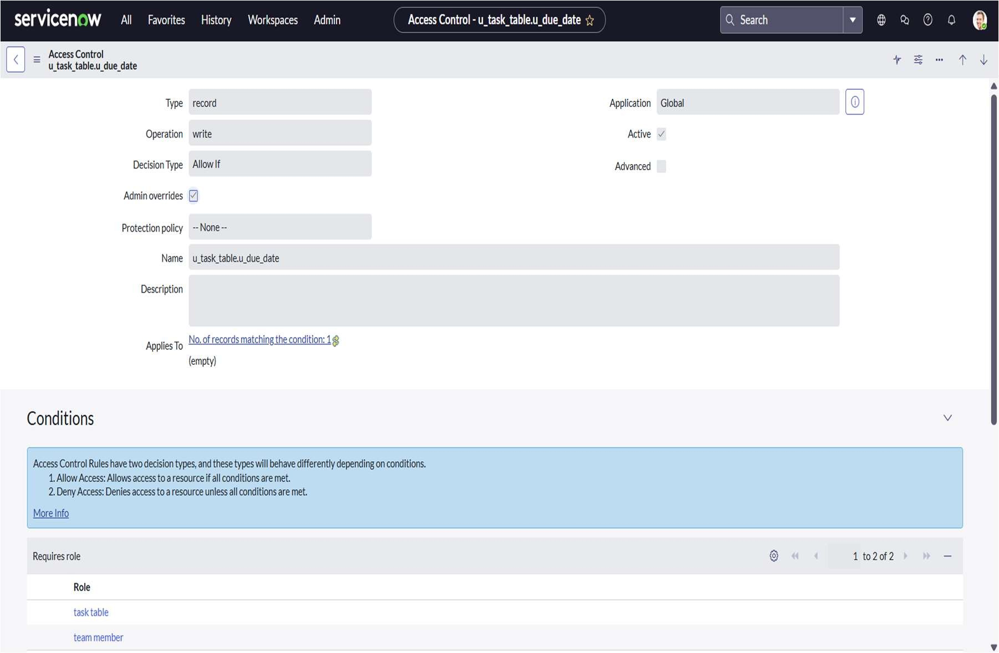 servicenow All Favorites History Workspaces Admin Access Control - u_task_table.u_due_date Search
Access Control
u_task_table.u_due_date
Type record Application Global
Operation write Active
Decision Type Allow If Advanced
Admin overrides
Protection policy -- None --
Name u_task_table.u_due_date
Description
Applies To No. of records matching the condition: 1
(empty)
Conditions
Access Control Rules have two decision types, and these types will behave differently depending on conditions.
1. Allow Access: Allows access to a resource if all conditions are met.
2. Deny Access: Denies access to a resource unless all conditions are met.
More Info
Requires role 1 to 2 of 2
Role
task table
team member